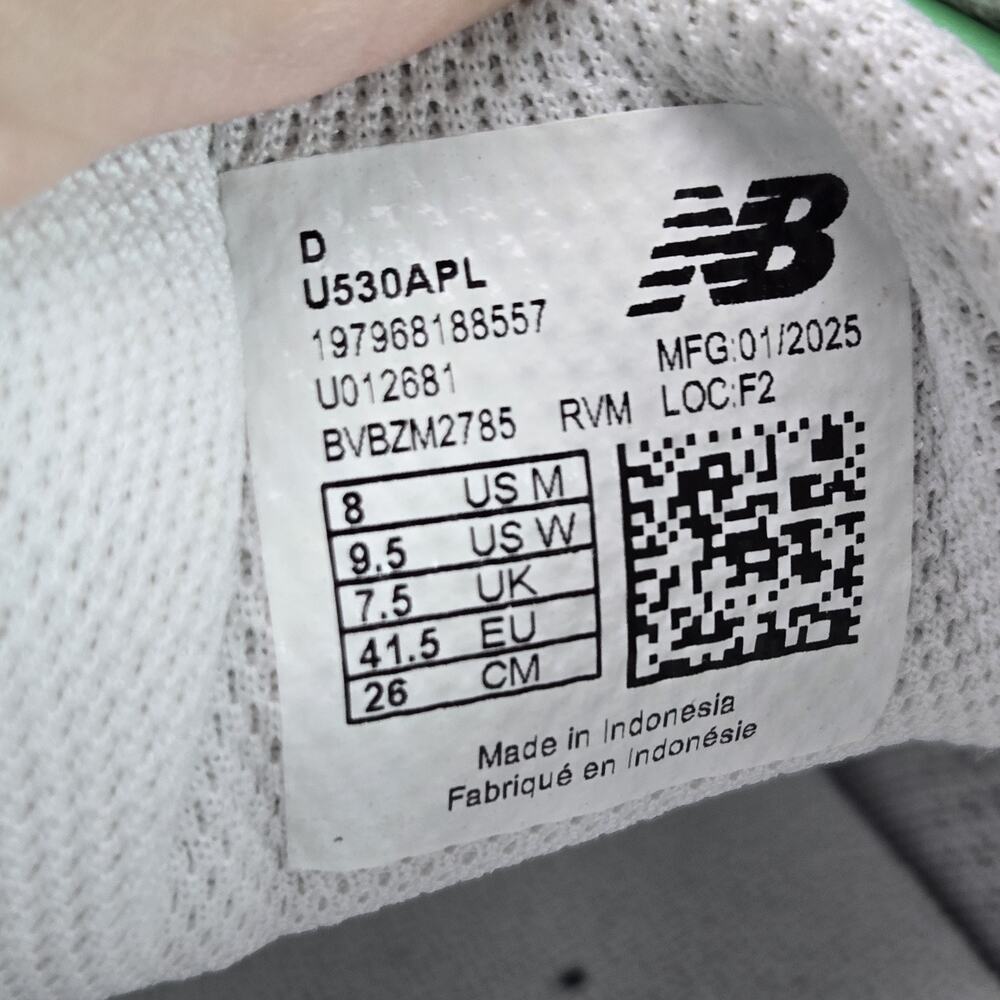 NB
D
U530APL
197968188557
U012681
BVBZM2785 RVM
MFG:01/2025
LOC:F2
8 US M
9.5 US W
7.5 UK
41.5 EU
26 CM
Made in Indonesia
Fabriqué en Indonésie